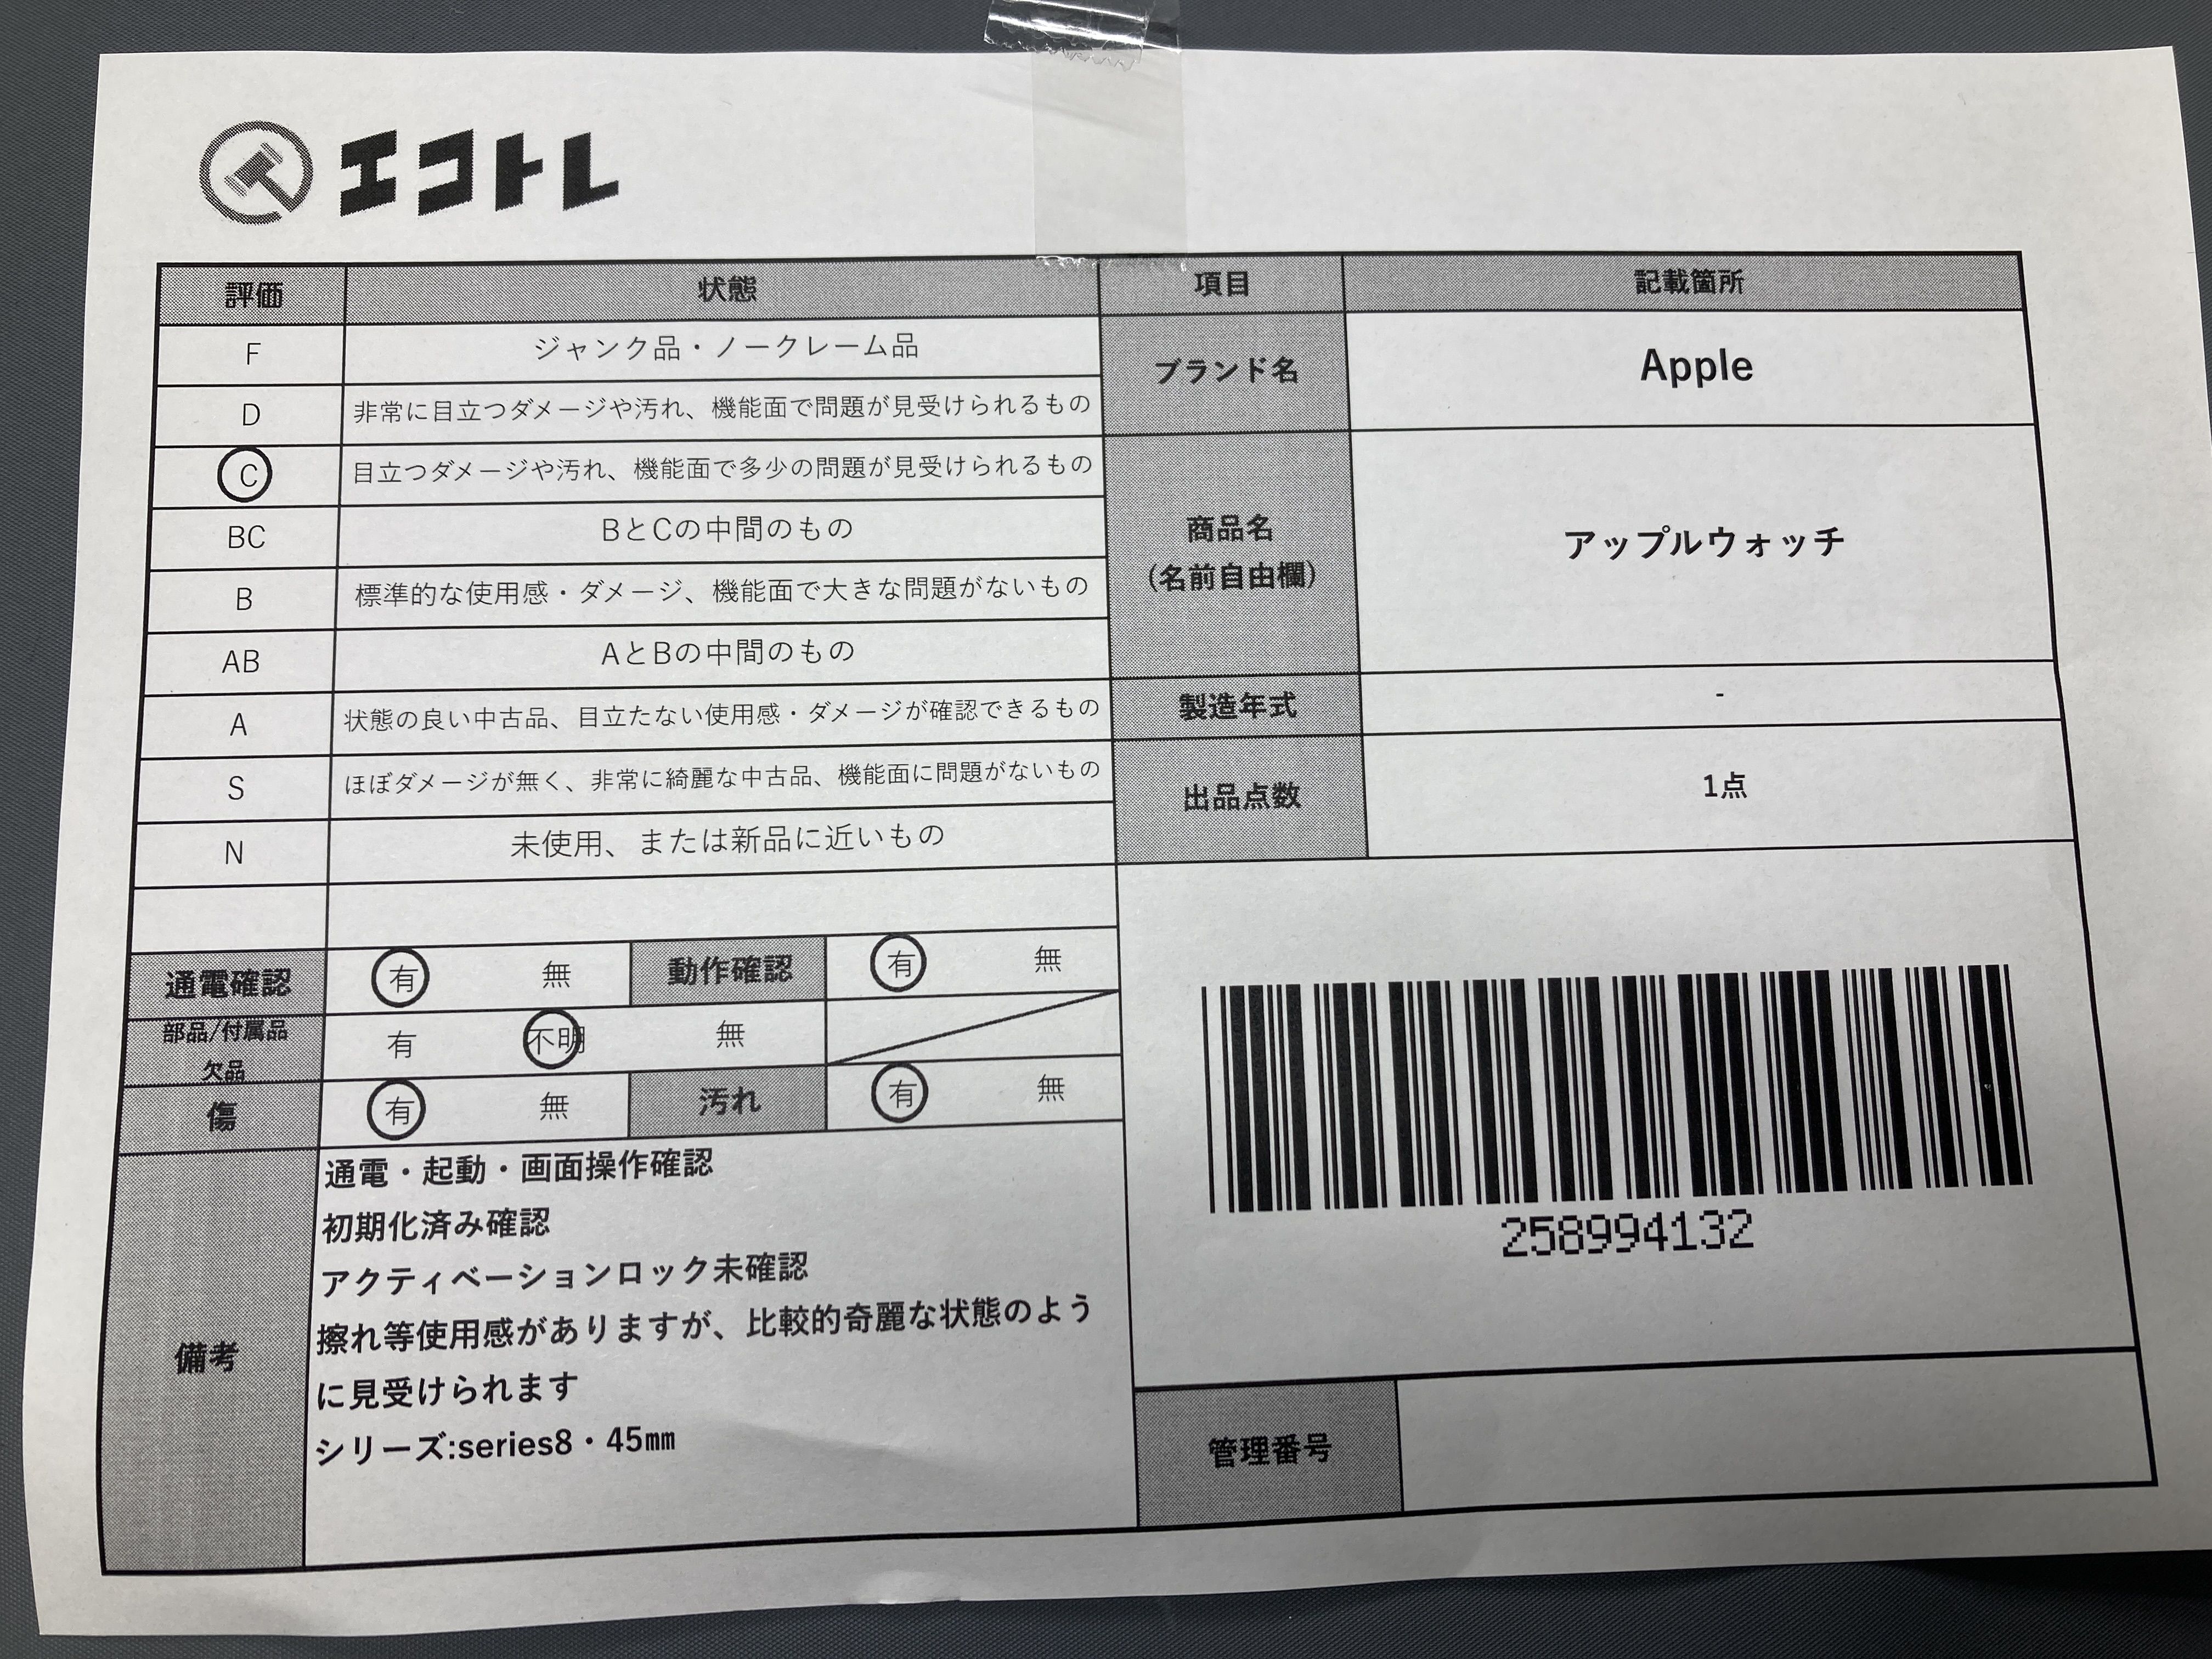 エコトレ
評価 状態 項目 記載箇所
F ジャンク品・ノークレーム品
D 非常に目立つダメージや汚れ、機能面で問題が見受けられるもの
C 目立つダメージや汚れ、機能面で多少の問題が見受けられるもの
BC BとCの中間のもの
B 標準的な使用感・ダメージ、機能面で大きな問題がないもの
AB AとBの中間のもの
A 状態の良い中古品、目立たない使用感・ダメージが確認できるもの
S ほぼダメージが無く、非常に綺麗な中古品、機能面に問題がないもの
N 未使用、または新品に近いもの
ブランド名 Apple
商品名
(名前自由欄)
アップルウォッチ
製造年式 -
出品点数 1点
通電確認 有 無 動作確認 有 無
部品/付属品
欠品
有 不明 無
傷 有 無 汚れ 有 無
備考
通電・起動・画面操作確認
初期化済み確認
アクティベーションロック未確認
擦れ等使用感がありますが、比較的奇麗な状態のよう
に見受けられます
シリーズ:series8・45㎜
258994132
管理番号